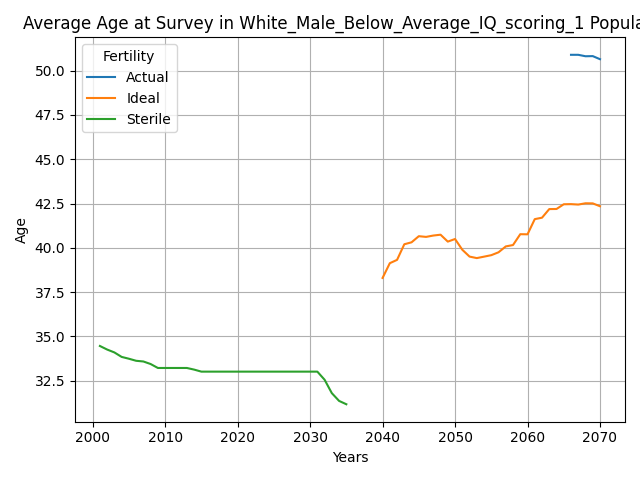 Average Age at Survey in White_Male_Below_Average_IQ_scoring_1 Popula
Fertility
Actual
Ideal
Sterile
50.0
47.5
45.0
42.5
40.0
37.5
35.0
32.5
Age
2000 2010 2020 2030 2040 2050 2060 2070
Years